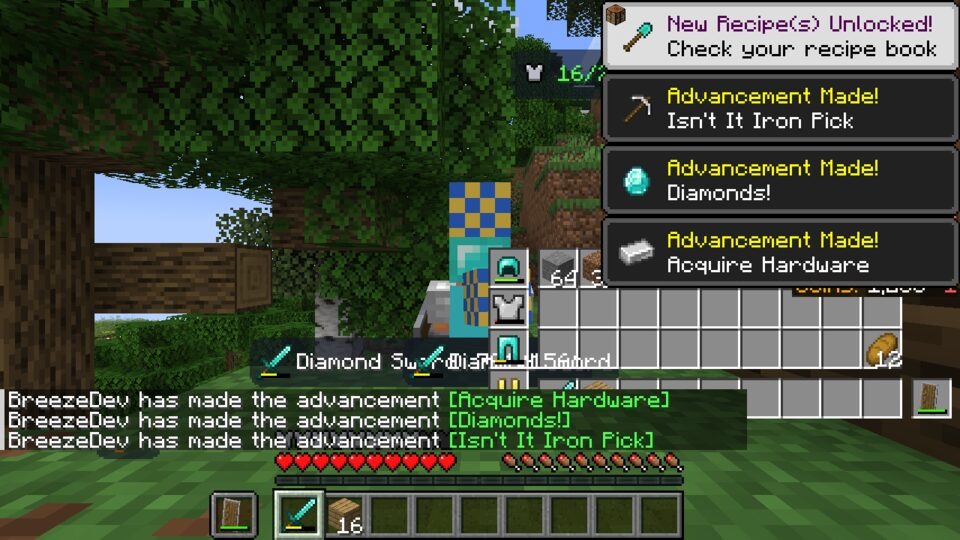 New Recipe(s) Unlocked!
Check your recipe book
16/
Advancement Made!
Isn't It Iron Pick
Advancement Made!
Diamonds!
Advancement Made!
Acquire Hardware
64
12
Diamond
BreezeDev has made the advancement [Acquire Hardware]
BreezeDev has made the advancement [Diamonds!]
BreezeDev has made the advancement [Isn't It Iron Pick]
16